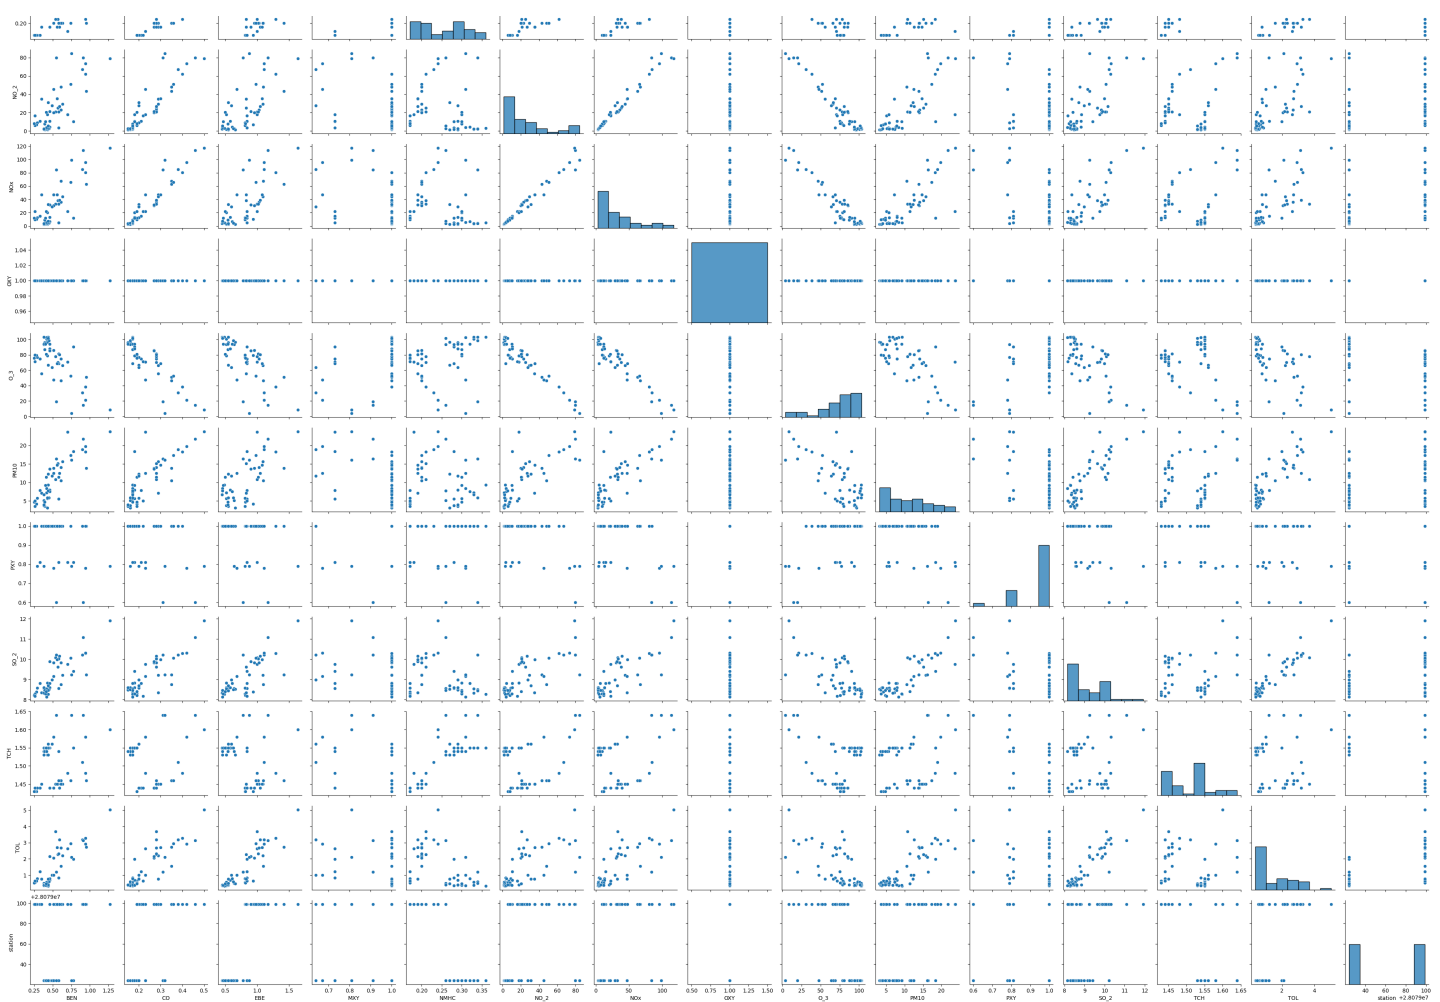 0.20
NO_2
80
60
40
20
0
NOx
120
100
80
60
40
20
0
OXY
1.04
1.02
1.00
0.98
0.96
O_3
100
80
60
40
20
0
PM10
20
15
10
5
PXY
1.0
0.9
0.8
0.7
0.6
SO_2
12
11
10
9
8
TCH
1.65
1.60
1.55
1.50
1.45
TOL
5
4
3
2
1
+2.8079e7
station
100
80
60
40
0.25 0.50 0.75 1.00 1.25
0.2 0.3 0.4 0.5
0.5 1.0 1.5
0.7 0.8 0.9 1.0
0.20 0.25 0.30 0.35
0 20 40 60 80
0 50 100
0.50 0.75 1.00 1.25 1.50
0 25 50 75 100
5 10 15 20
0.6 0.7 0.8 0.9 1.0
8 9 10 11 12
1.45 1.50 1.55 1.60 1.65
2 4
40 60 80 100
BEN CO EBE MXY NMHC NO_2 NOx OXY O_3 PM10 PXY SO_2 TCH TOL station +2.8079e7